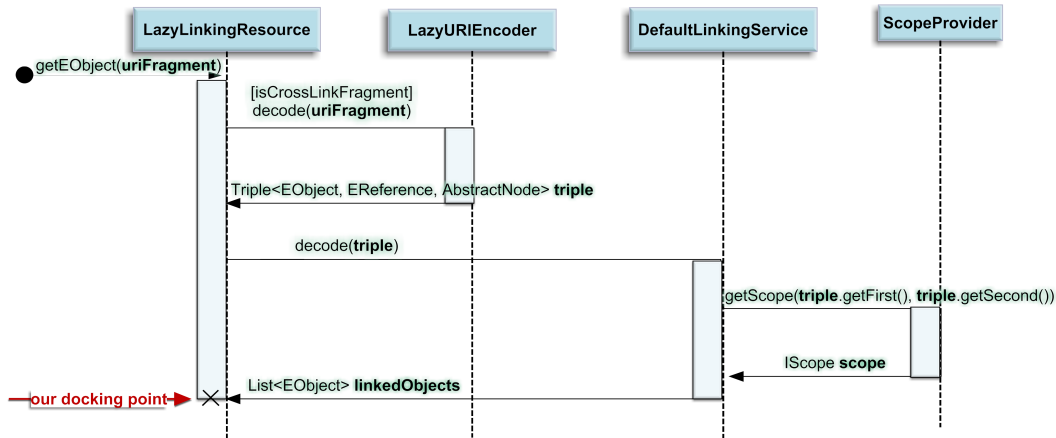 LazyLinkingResource
LazyURIEncoder
DefaultLinkingService
ScopeProvider
getEObject(uriFragment)
[isCrossLinkFragment]
decode(uriFragment)
Triple<EObject, EReference, AbstractNode> triple
decode(triple)
getScope(triple.getFirst(), triple.getSecond())
IScope scope
List<EObject> linkedObjects
our docking point